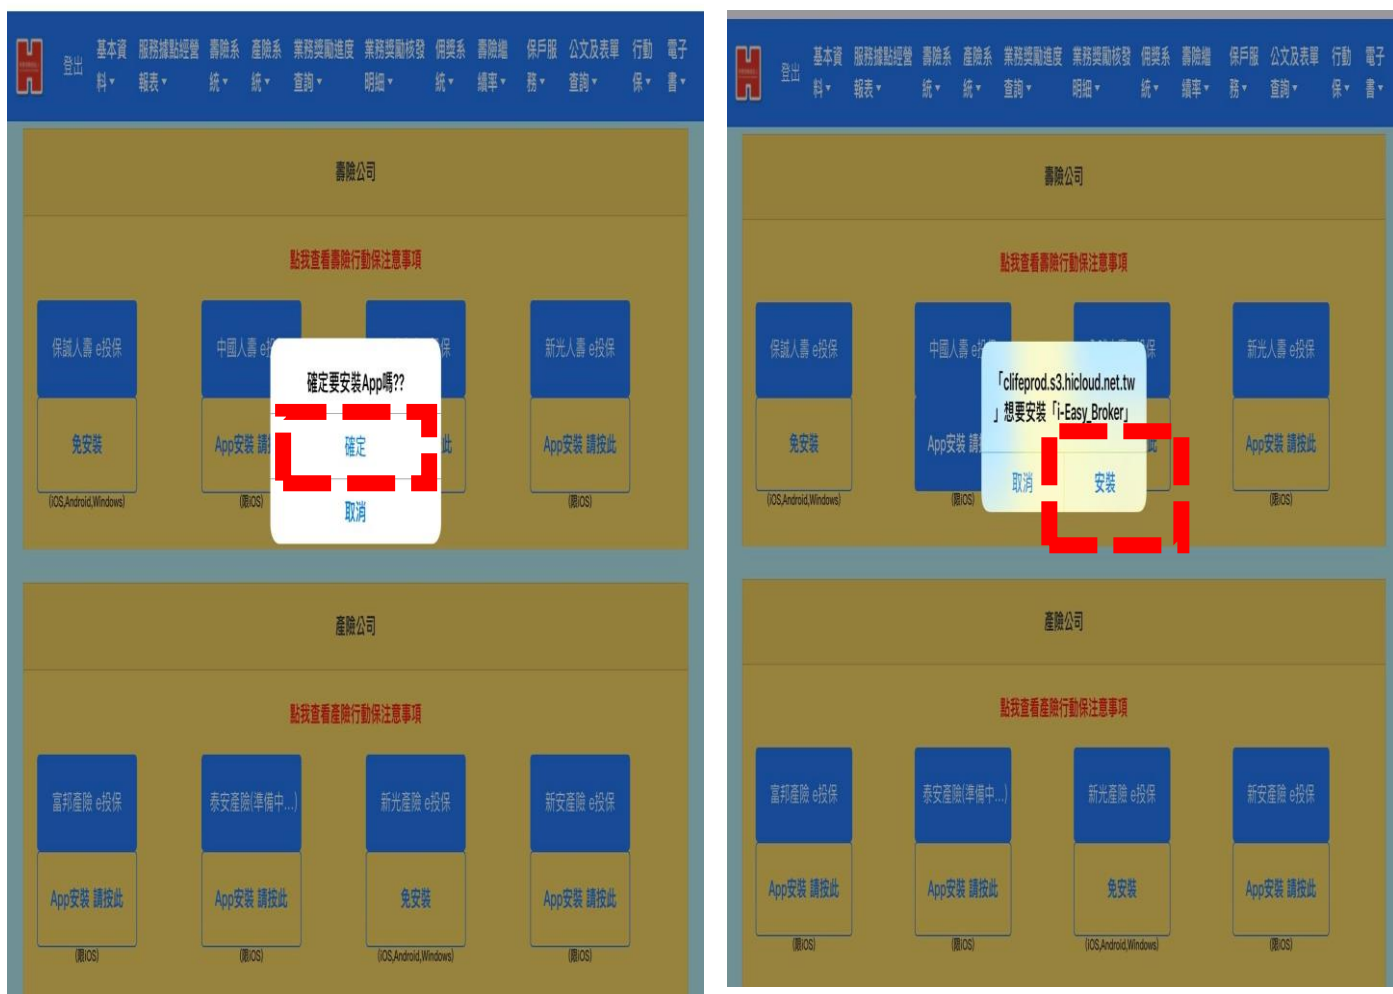 登出
基本資料
服務據點經營報表
壽險系統
產險系統
業務獎勵進度查詢
業務獎勵核發明細
佣獎系統
壽險繼續率
保戶服務
公文及表單查詢
行動保
電子書
壽險公司
點我查看壽險行動保注意事項
保誠人壽 e投保
中國人壽 e投
保
新光人壽 e投保
確定要安裝App嗎??
確定
取消
免安裝
App安裝 請
此
App安裝 請按此
(iOS,Android,Windows)
(限iOS)
(限iOS)
產險公司
點我查看產險行動保注意事項
富邦產險 e投保
泰安產險(準備中...)
新光產險 e投保
新安產險 e投保
App安裝 請按此
App安裝 請按此
免安裝
App安裝 請按此
(限iOS)
(限iOS)
(iOS,Android,Windows)
(限iOS)
登出
基本資料
服務據點經營報表
壽險系統
產險系統
業務獎勵進度查詢
業務獎勵核發明細
佣獎系統
壽險繼續率
保戶服務
公文及表單查詢
行動保
電子書
壽險公司
點我查看壽險行動保注意事項
保誠人壽 e投保
中國人壽 e投保
保
新光人壽 e投保
「clifeprod.s3.hicloud.net.tw
」想要安裝「i-Easy_Broker」
取消
安裝
免安裝
App安裝 請
此
App安裝 請按此
(iOS,Android,Windows)
(限iOS)
(限iOS)
產險公司
點我查看產險行動保注意事項
富邦產險 e投保
泰安產險(準備中...)
新光產險 e投保
新安產險 e投保
App安裝 請按此
App安裝 請按此
免安裝
App安裝 請按此
(限iOS)
(限iOS)
(iOS,Android,Windows)
(限iOS)